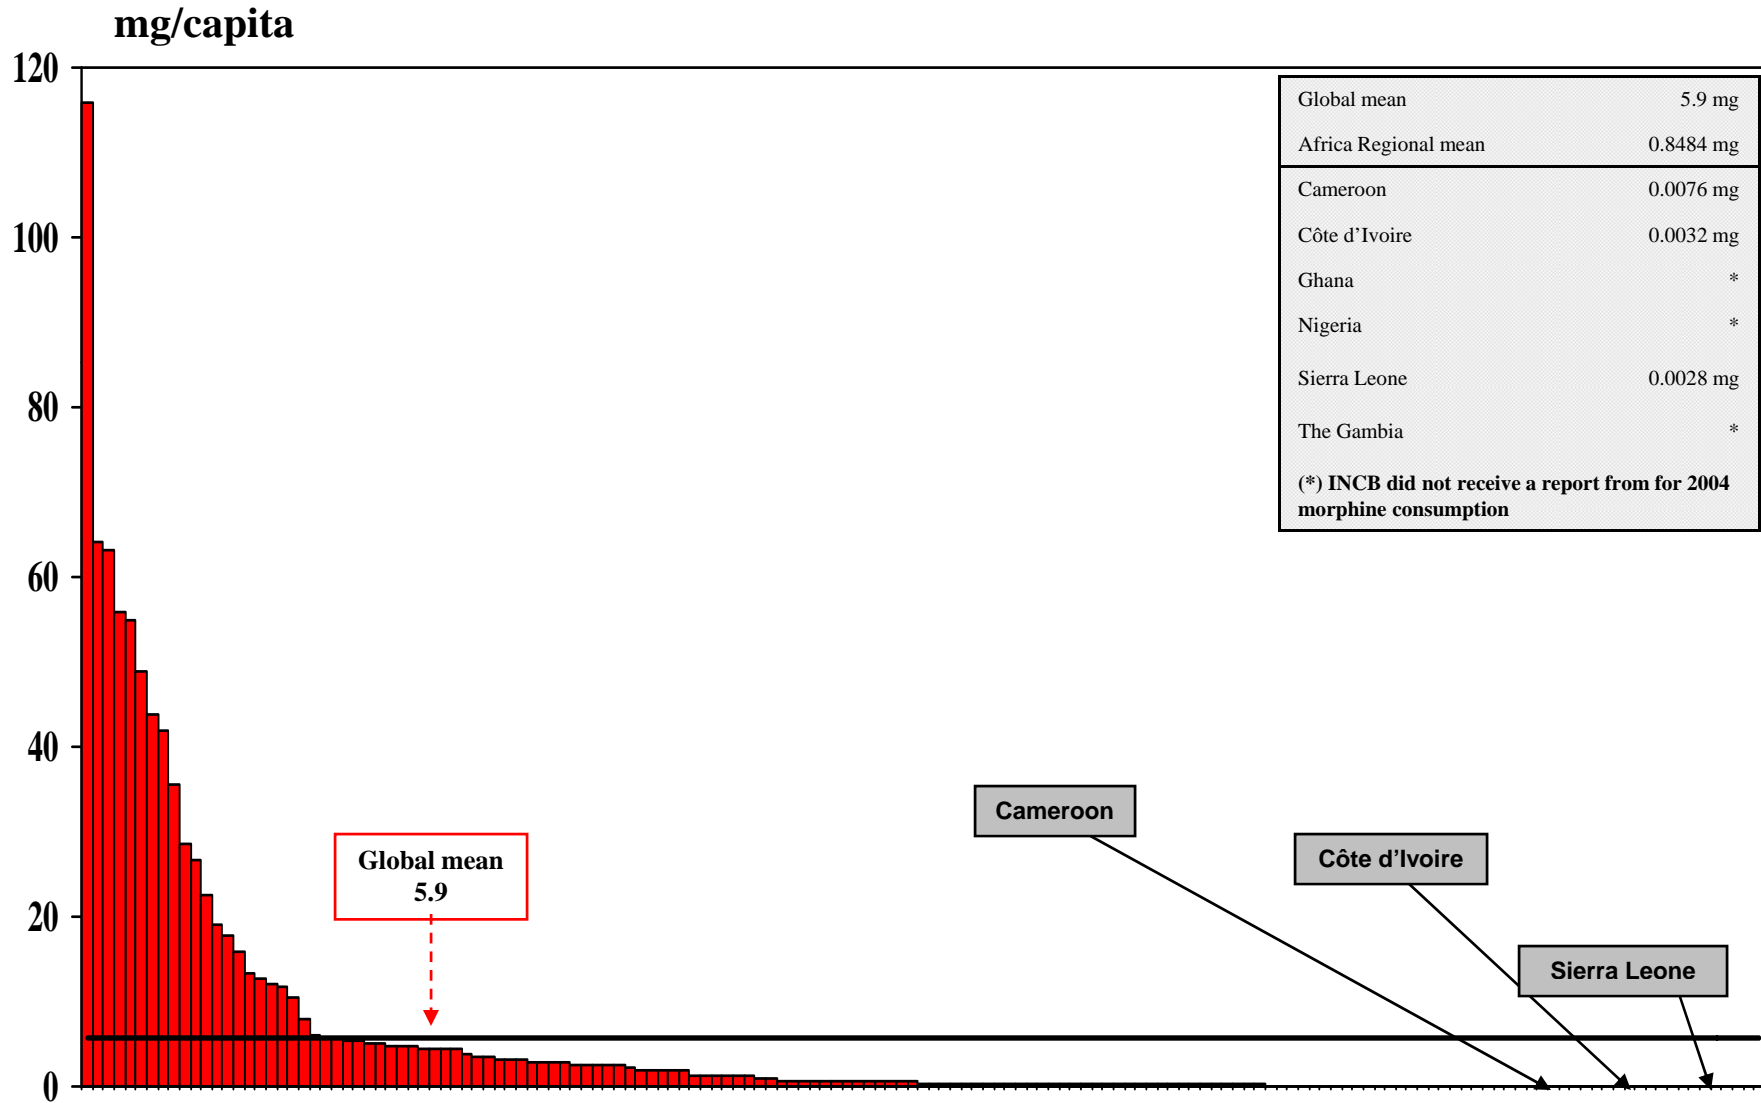 mg/capita
120
100
80
60
40
20
0
Global mean 5.9 mg
Africa Regional mean 0.8484 mg
Cameroon 0.0076 mg
Côte d’Ivoire 0.0032 mg
Ghana *
Nigeria *
Sierra Leone 0.0028 mg
The Gambia *
(*) INCB did not receive a report from for 2004
morphine consumption
Global mean
5.9
Cameroon
Côte d’Ivoire
Sierra Leone